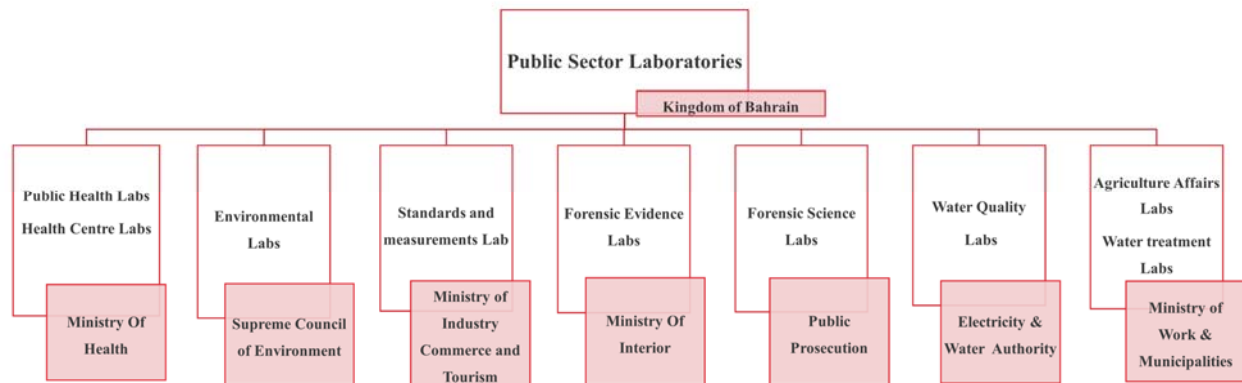 Public Sector Laboratories
Kingdom of Bahrain
Public Health Labs
Health Centre Labs
Ministry Of
Health
Environmental
Labs
Supreme Council
of Environment
Standards and
measurements Lab
Ministry of
Industry
Commerce and
Tourism
Forensic Evidence
Labs
Ministry Of
Interior
Forensic Science
Labs
Public
Prosecution
Water Quality
Labs
Electricity &
Water Authority
Agriculture Affairs
Labs
Water treatment
Labs
Ministry of
Work &
Municipalities